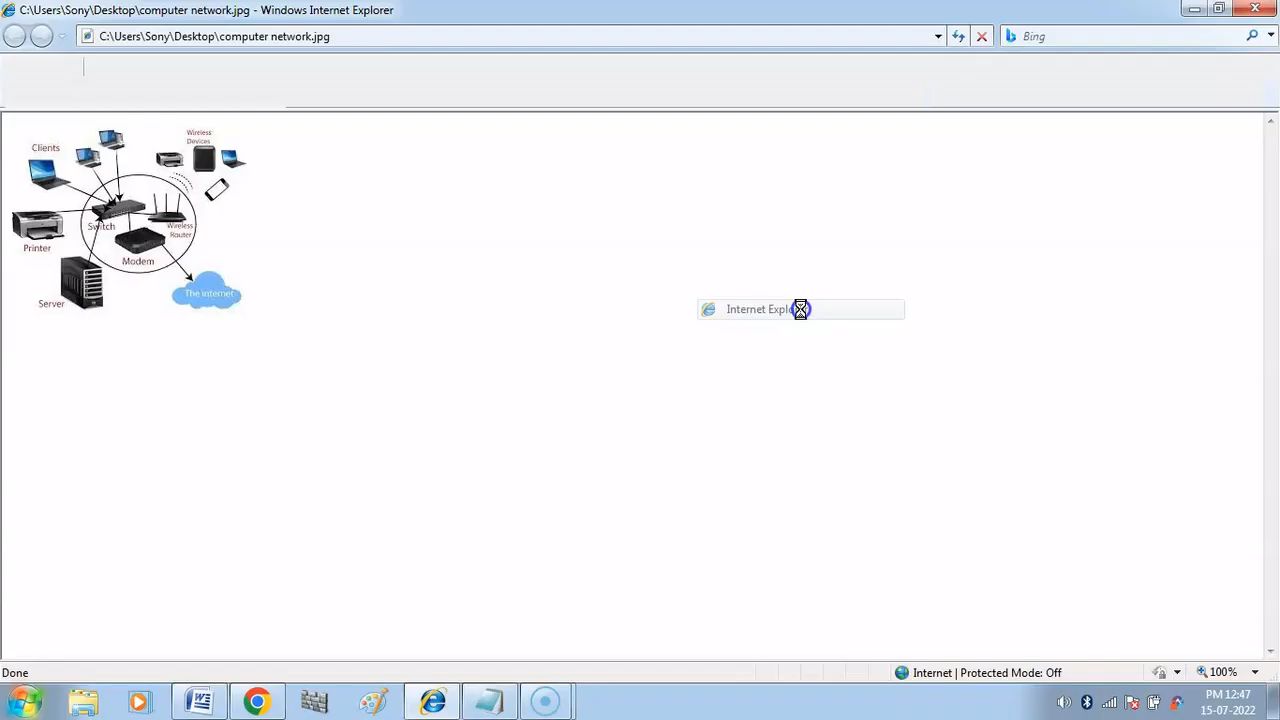 C:\Users\Sony\Desktop\computer network.jpg - Windows Internet Explorer
C:\Users\Sony\Desktop\computer network.jpg
Bing
Wireless
Devices
Clients
Switch
Wireless
Router
Printer
Modem
The Internet
Server
Internet Explo
Done
Internet | Protected Mode: Off
100%
PM 12:47
15-07-2022